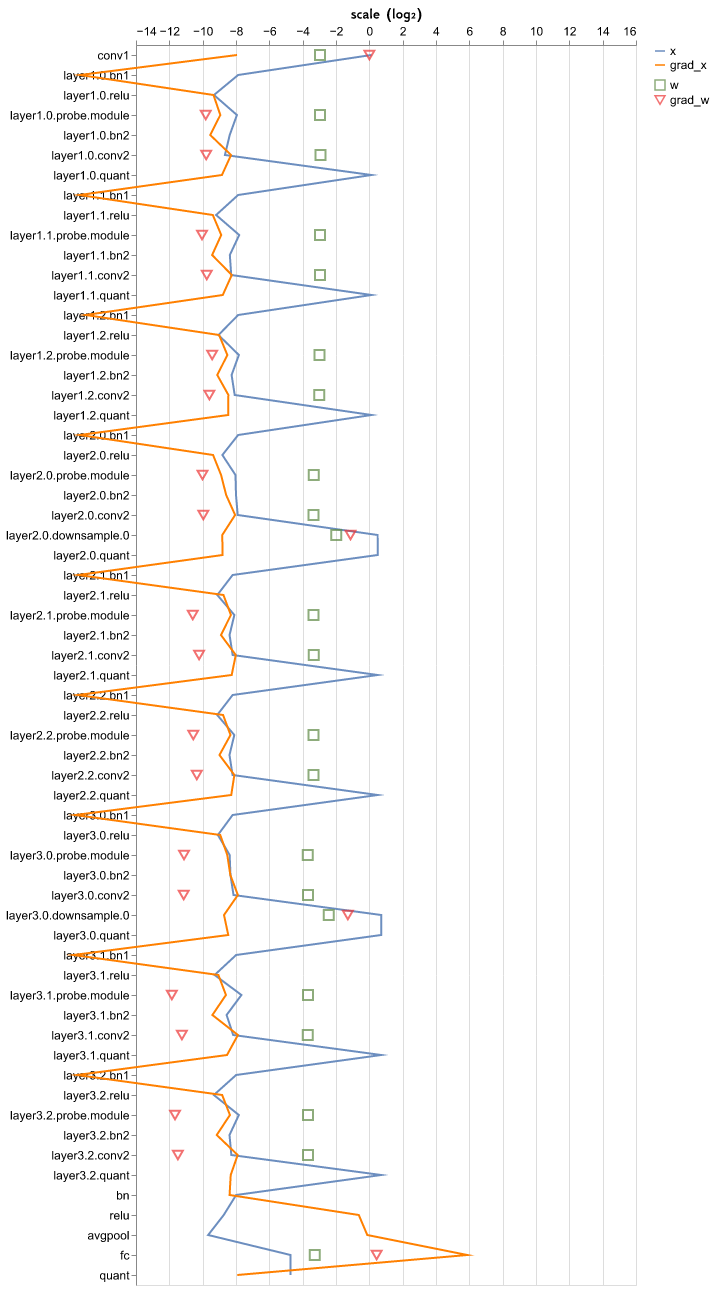 scale (log₂)
−14 −12 −10 −8 −6 −4 −2 0 2 4 6 8 10 12 14 16
x
grad_x
w
grad_w
conv1
layer1.0.bn1
layer1.0.relu
layer1.0.probe.module
layer1.0.bn2
layer1.0.conv2
layer1.0.quant
layer1.1.bn1
layer1.1.relu
layer1.1.probe.module
layer1.1.bn2
layer1.1.conv2
layer1.1.quant
layer1.2.bn1
layer1.2.relu
layer1.2.probe.module
layer1.2.bn2
layer1.2.conv2
layer1.2.quant
layer2.0.bn1
layer2.0.relu
layer2.0.probe.module
layer2.0.bn2
layer2.0.conv2
layer2.0.downsample.0
layer2.0.quant
layer2.1.bn1
layer2.1.relu
layer2.1.probe.module
layer2.1.bn2
layer2.1.conv2
layer2.1.quant
layer2.2.bn1
layer2.2.relu
layer2.2.probe.module
layer2.2.bn2
layer2.2.conv2
layer2.2.quant
layer3.0.bn1
layer3.0.relu
layer3.0.probe.module
layer3.0.bn2
layer3.0.conv2
layer3.0.downsample.0
layer3.0.quant
layer3.1.bn1
layer3.1.relu
layer3.1.probe.module
layer3.1.bn2
layer3.1.conv2
layer3.1.quant
layer3.2.bn1
layer3.2.relu
layer3.2.probe.module
layer3.2.bn2
layer3.2.conv2
layer3.2.quant
bn
relu
avgpool
fc
quant